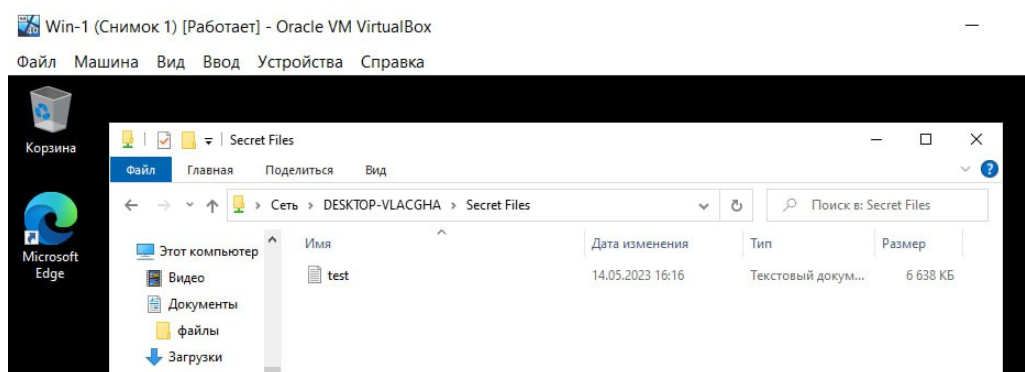 Win-1 (Снимок 1) [Работает] - Oracle VM VirtualBox
Файл Машина Вид Ввод Устройства Справка
Корзина
Secret Files
Файл Главная Поделиться Вид
Сеть > DESKTOP-VLACGHA > Secret Files
Поиск в: Secret Files
Microsoft
Edge
Этот компьютер
Видео
Документы
файлы
Загрузки
Имя Дата изменения Тип Размер
test 14.05.2023 16:16 Текстовый докум... 6 638 КБ